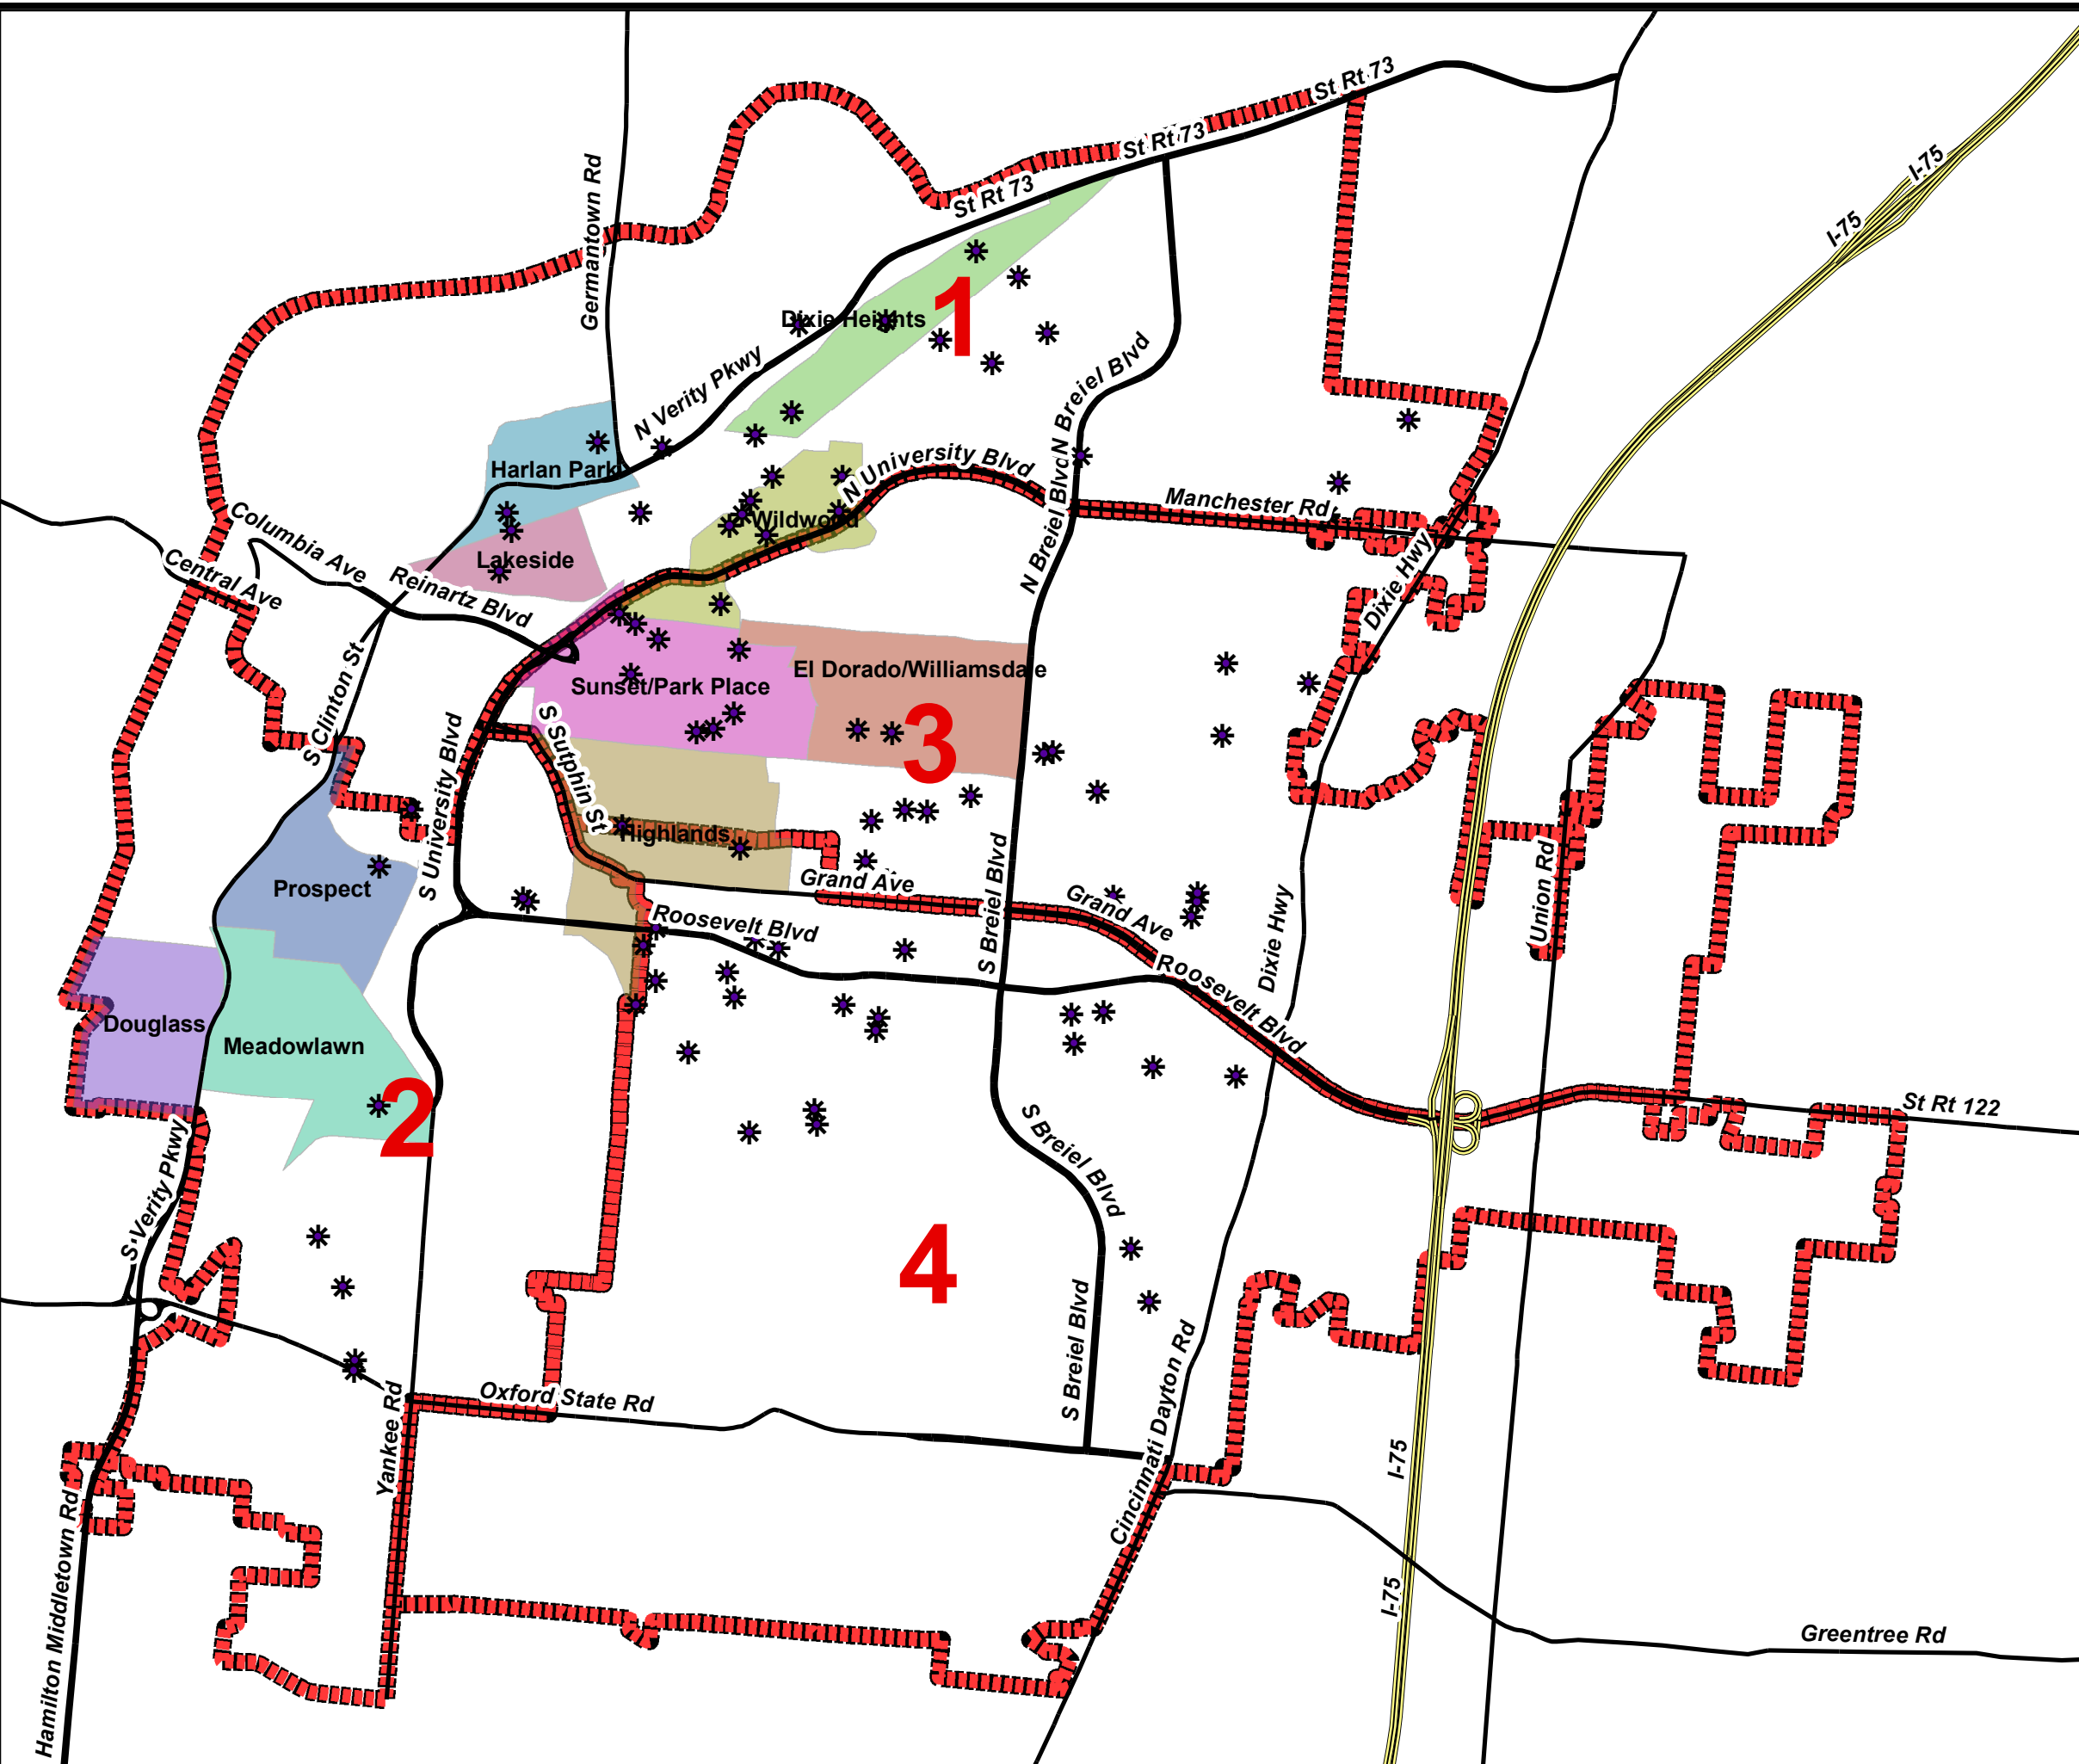 St Rt 73
St Rt 73
St Rt 73
I-75
I-75
Germantown Rd
1
Dixie Heights
N Verity Pkwy
N Breiel Blvd
Harlan Park
N University Blvd
Manchester Rd
N Breiel Blvd
Wildwood
Columbia Ave
Central Ave
Reinartz Blvd
Lakeside
Dixie Hwy
El Dorado/Williamsdale
Sunset/Park Place
S Clinton St
S Sutphin St
3
S University Blvd
Highlands
Grand Ave
Grand Ave
Prospect
S Breiel Blvd
Union Rd
Roosevelt Blvd
Dixie Hwy
Roosevelt Blvd
Douglass
Meadowlawn
2
St Rt 122
S Verity Pkwy
S Breiel Blvd
4
S Breiel Blvd
Cincinnati Dayton Rd
Oxford State Rd
Yankee Rd
I-75
I-75
Hamilton Middletown Rd
Greentree Rd